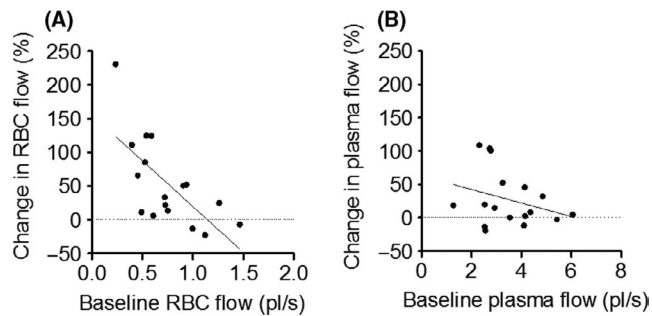 (A)
Change in RBC flow (%)
250
200
150
100
50
0
−50
0.0 0.5 1.0 1.5 2.0
Baseline RBC flow (pl/s)
(B)
Change in plasma flow (%)
250
200
150
100
50
0
−50
0 2 4 6 8
Baseline plasma flow (pl/s)